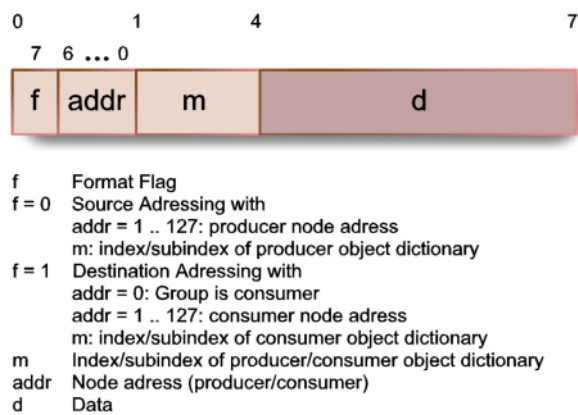 0 1 4 7
7 6 ... 0
f addr m d
f Format Flag
f = 0 Source Adressing with
addr = 1 .. 127: producer node adress
m: index/subindex of producer object dictionary
f = 1 Destination Adressing with
addr = 0: Group is consumer
addr = 1 .. 127: consumer node adress
m: index/subindex of consumer object dictionary
m Index/subindex of producer/consumer object dictionary
addr Node adress (producer/consumer)
d Data